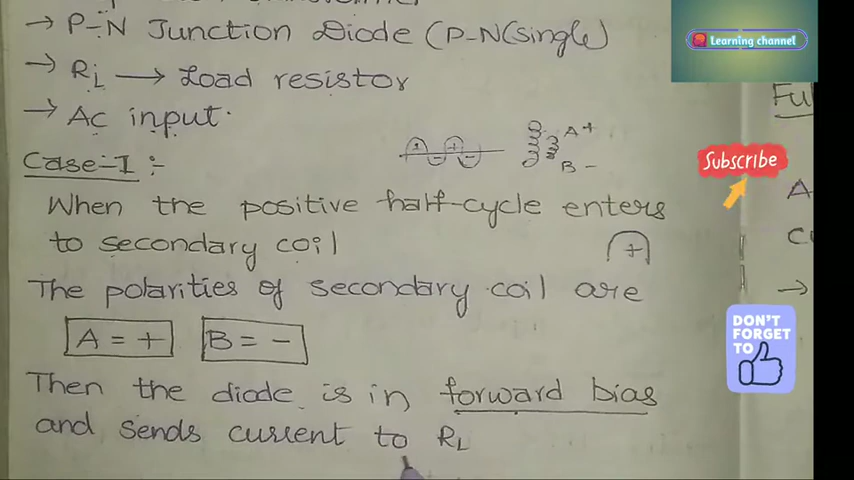 → P-N Junction Diode (P-N(single)
→ RL → Load resistor
→ Ac input.
Case-1 :-
A+
B -
When the positive half-cycle enters
to secondary coil
(+)
The polarities of secondary coil are
A = +
B = -
Then the diode is in forward bias
and sends current to RL
Learning channel
Subscribe
DON'T
FORGET
TO